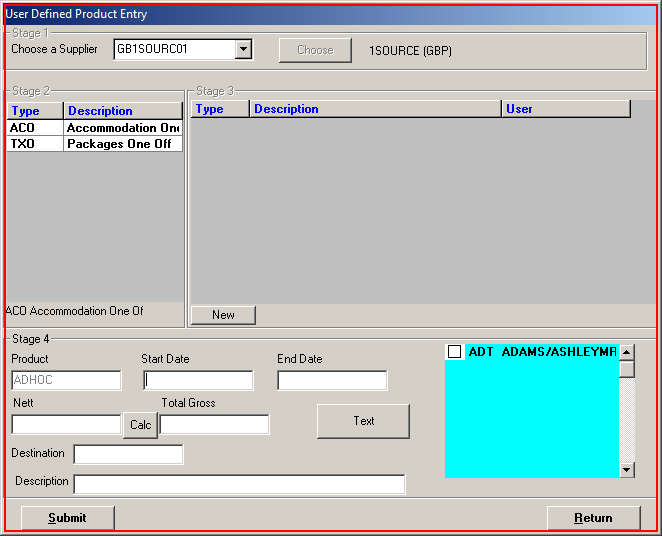 User Defined Product Entry
Stage 1
Choose a Supplier GB1SOURC01 Choose 1SOURCE (GBP)
Stage 2
Type Description
ACO Accommodation One
TXO Packages One Off
ACO Accommodation One Of
Stage 3
Type Description User
New
Stage 4
Product Start Date End Date
ADHOC
Nett Total Gross
Calc Text
Destination
Description
ADT ADAMS/ASHLEYMR
Submit Return